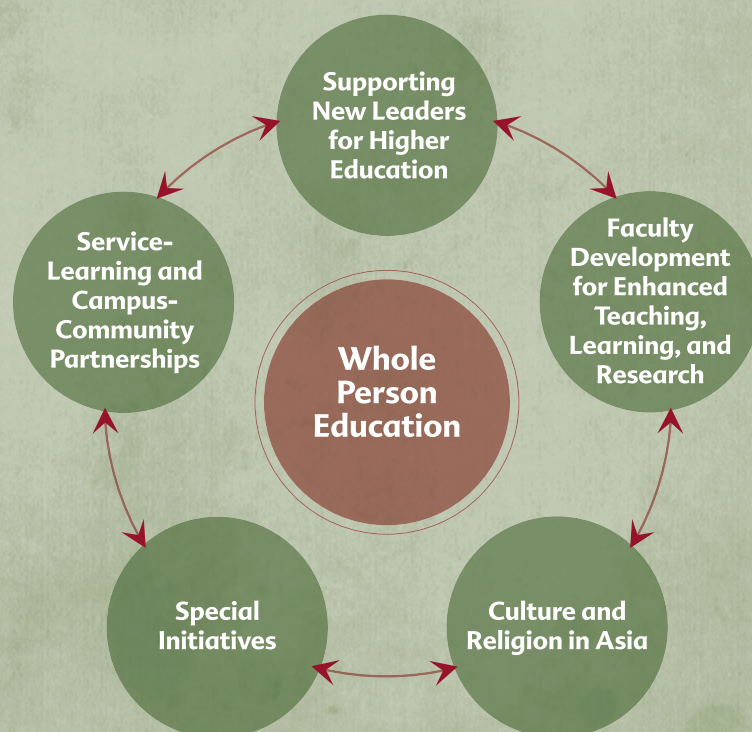 Supporting
New Leaders
for Higher
Education
Faculty
Development
for Enhanced
Teaching,
Learning, and
Research
Service-
Learning and
Campus-
Community
Partnerships
Whole
Person
Education
Special
Initiatives
Culture and
Religion in Asia